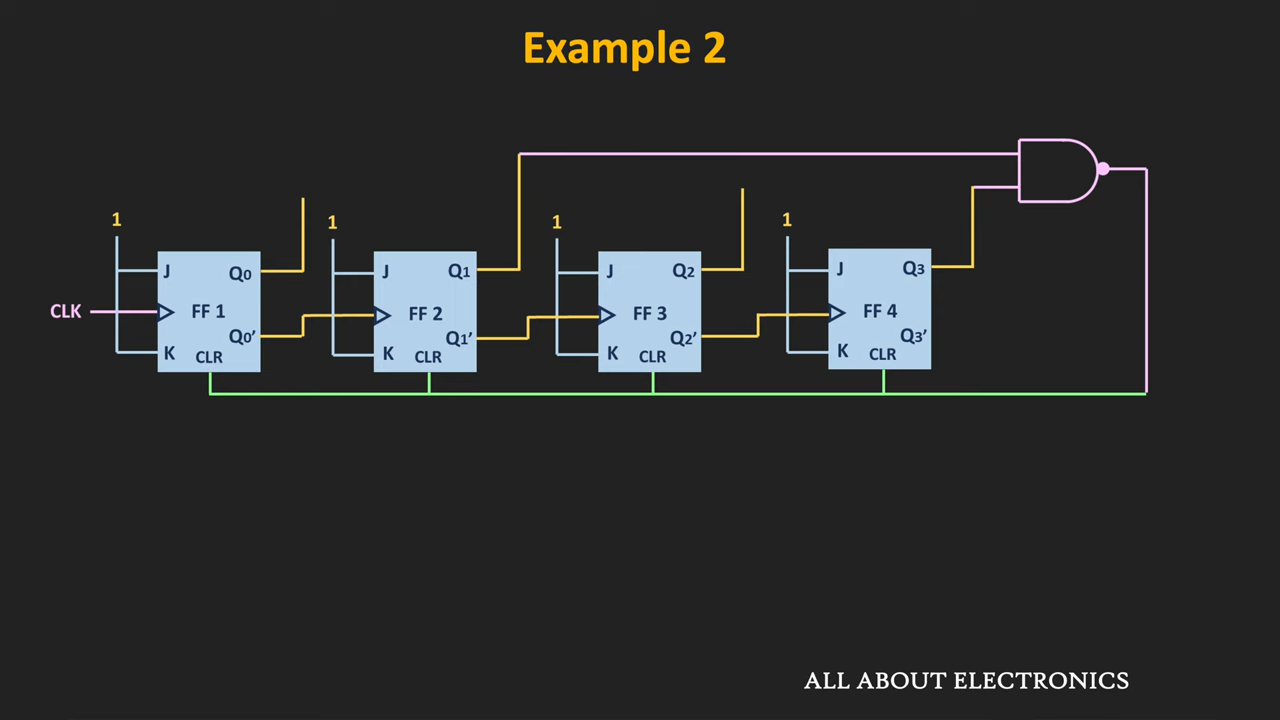 Example 2
1
1
1
1
J
Q0
CLK
FF 1
Q0'
K
CLR
J
Q1
FF 2
Q1'
K
CLR
J
Q2
FF 3
Q2'
K
CLR
J
Q3
FF 4
Q3'
K
CLR
ALL ABOUT ELECTRONICS